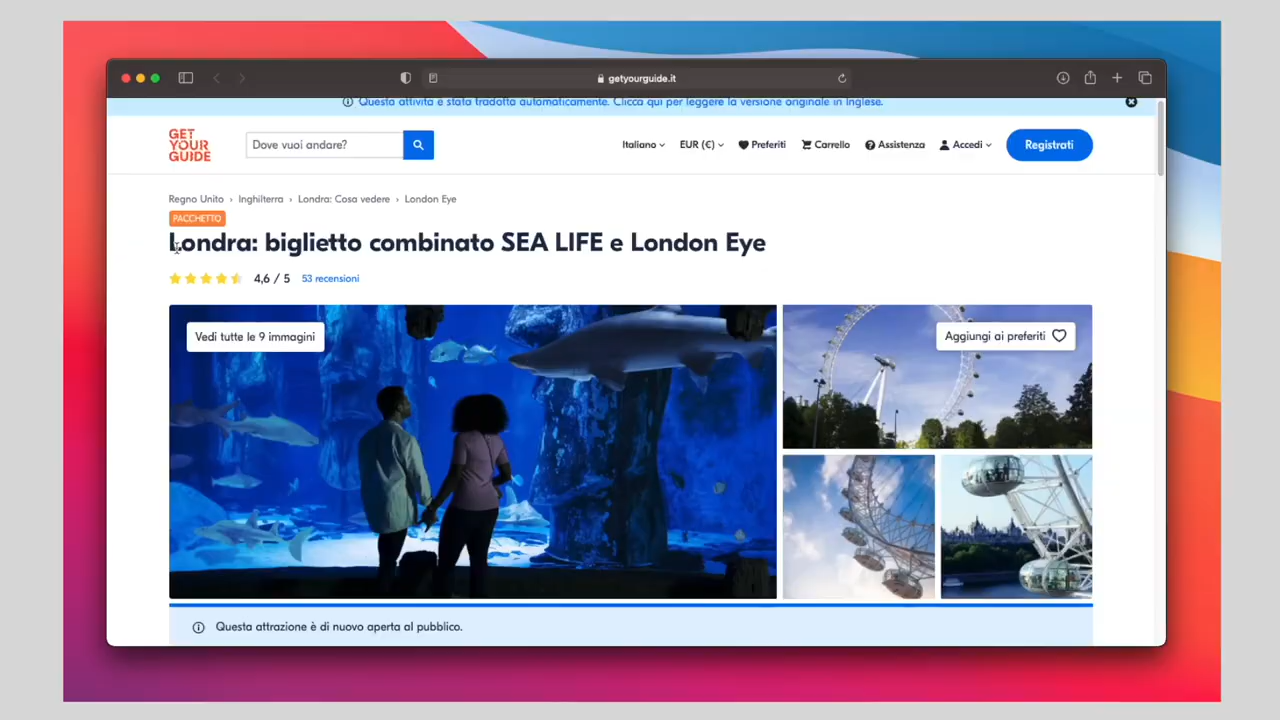 getyourguide.it
Questa attività è stata tradotta automaticamente. Clicca qui per leggere la versione originale in Inglese.
GET
YOUR
GUIDE
Dove vuoi andare?
Italiano
EUR (€)
Preferiti
Carrello
Assistenza
Accedi
Registrati
Regno Unito › Inghilterra › Londra: Cosa vedere › London Eye
PACCHETTO
Londra: biglietto combinato SEA LIFE e London Eye
4,6 / 5 53 recensioni
Vedi tutte le 9 immagini
Aggiungi ai preferiti
Questa attrazione è di nuovo aperta al pubblico.